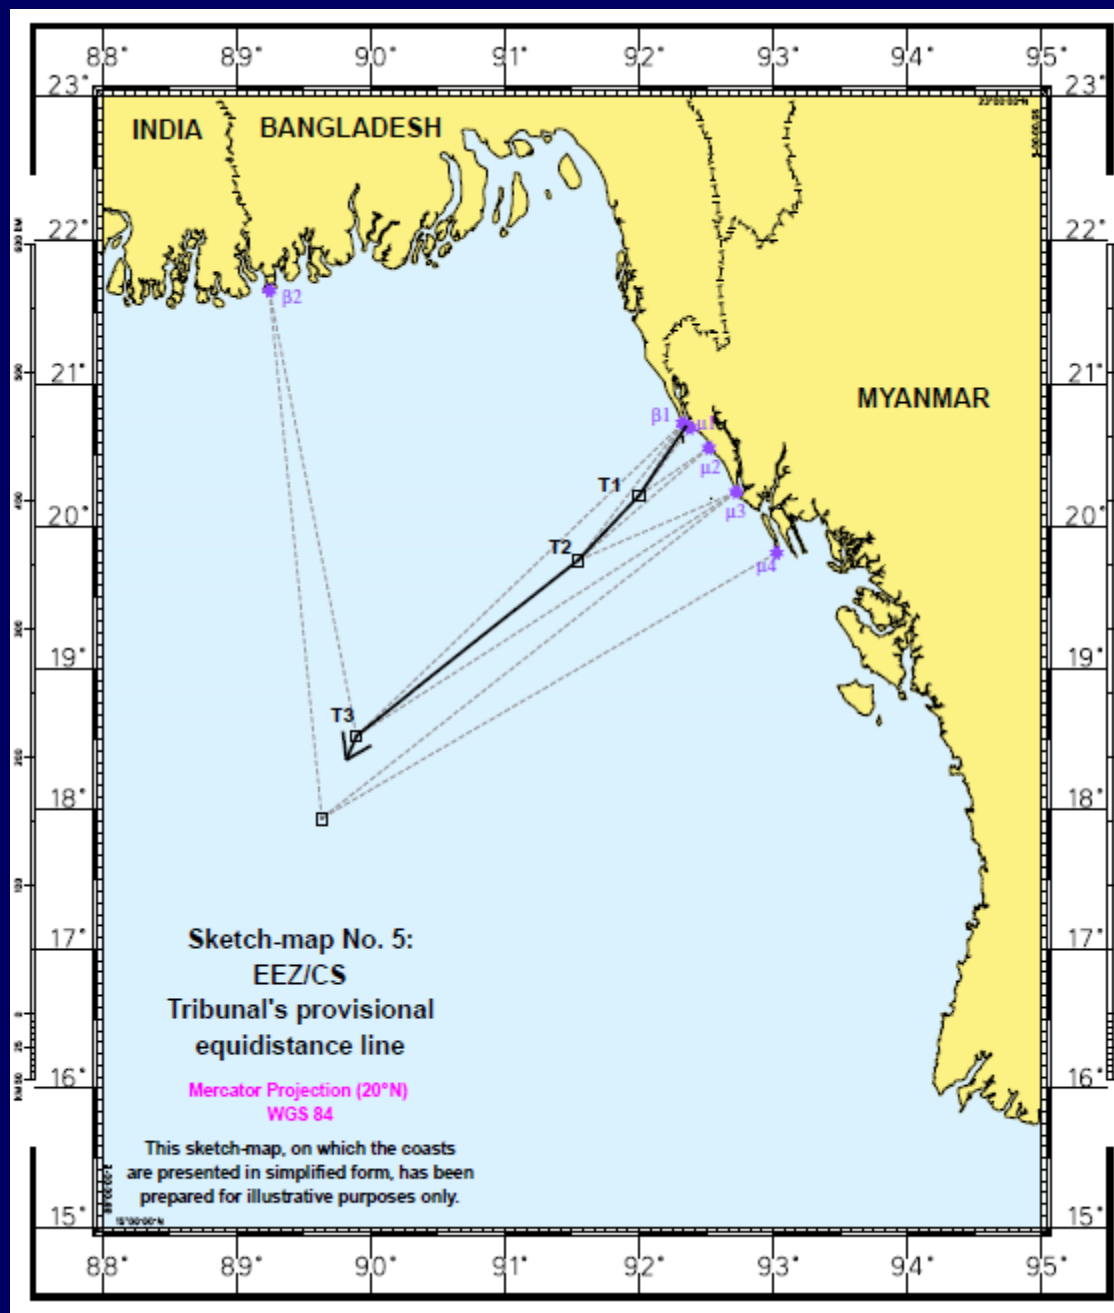 88° 89° 90° 91° 92° 93° 94° 95°
23° 23°
INDIA BANGLADESH
22° 22°
β2
21° 21°
MYANMAR
β1 μ1
μ2
T1
μ3
20° 20°
T2
μ4
19° 19°
T3
18° 18°
Sketch-map No. 5:
17° 17°
EEZ/CS
Tribunal's provisional
equidistance line
16° 16°
Mercator Projection (20°N)
WGS 84
This sketch-map, on which the coasts
are presented in simplified form, has been
prepared for illustrative purposes only.
15° 15°
88° 89° 90° 91° 92° 93° 94° 95°